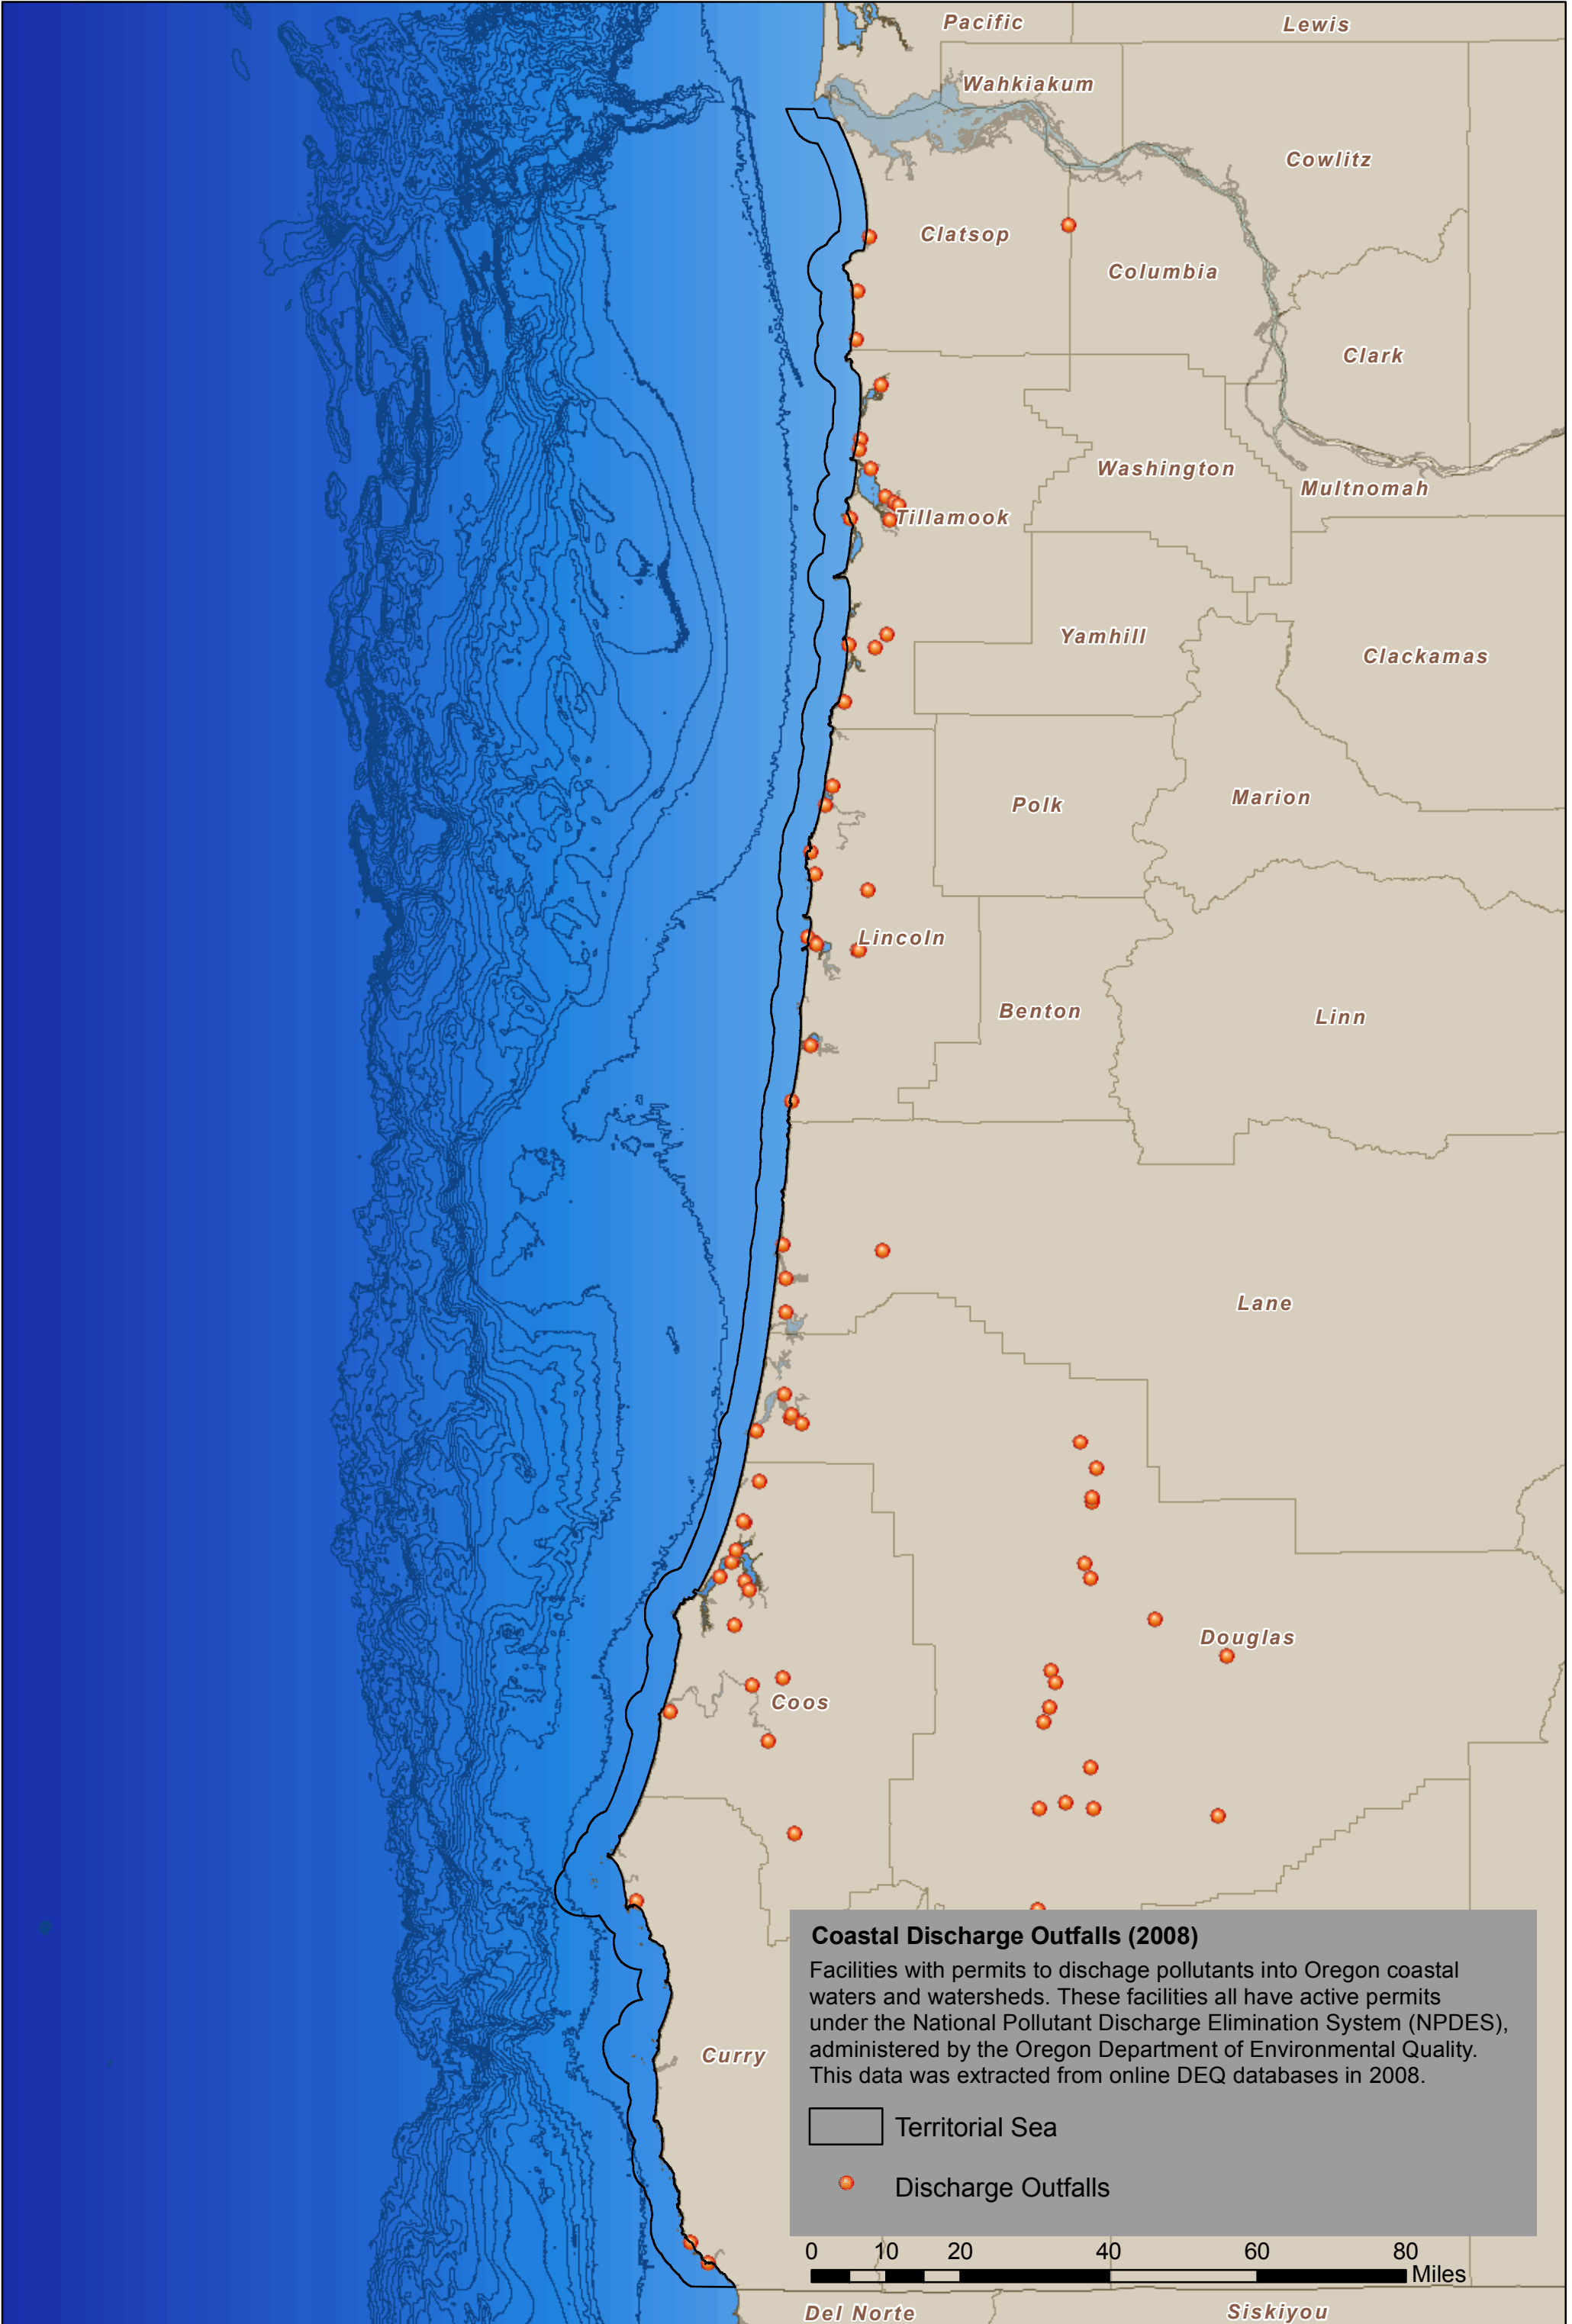 Pacific
Lewis
Wahkiakum
Cowlitz
Clatsop
Columbia
Clark
Washington
Multnomah
Tillamook
Yamhill
Clackamas
Polk
Marion
Lincoln
Benton
Linn
Lane
Douglas
Coos
Curry
Coastal Discharge Outfalls (2008)
Facilities with permits to dischage pollutants into Oregon coastal
waters and watersheds. These facilities all have active permits
under the National Pollutant Discharge Elimination System (NPDES),
administered by the Oregon Department of Environmental Quality.
This data was extracted from online DEQ databases in 2008.
Territorial Sea
Discharge Outfalls
0 10 20 40 60 80
Miles
Del Norte
Siskiyou